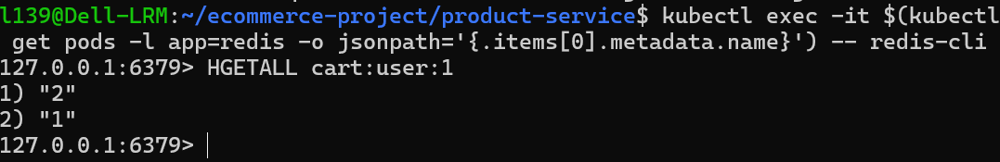 l139@Dell-LRM:~/ecommerce-project/product-service$ kubectl exec -it $(kubectl
 get pods -l app=redis -o jsonpath='{.items[0].metadata.name}') -- redis-cli
127.0.0.1:6379> HGETALL cart:user:1
1) "2"
2) "1"
127.0.0.1:6379>